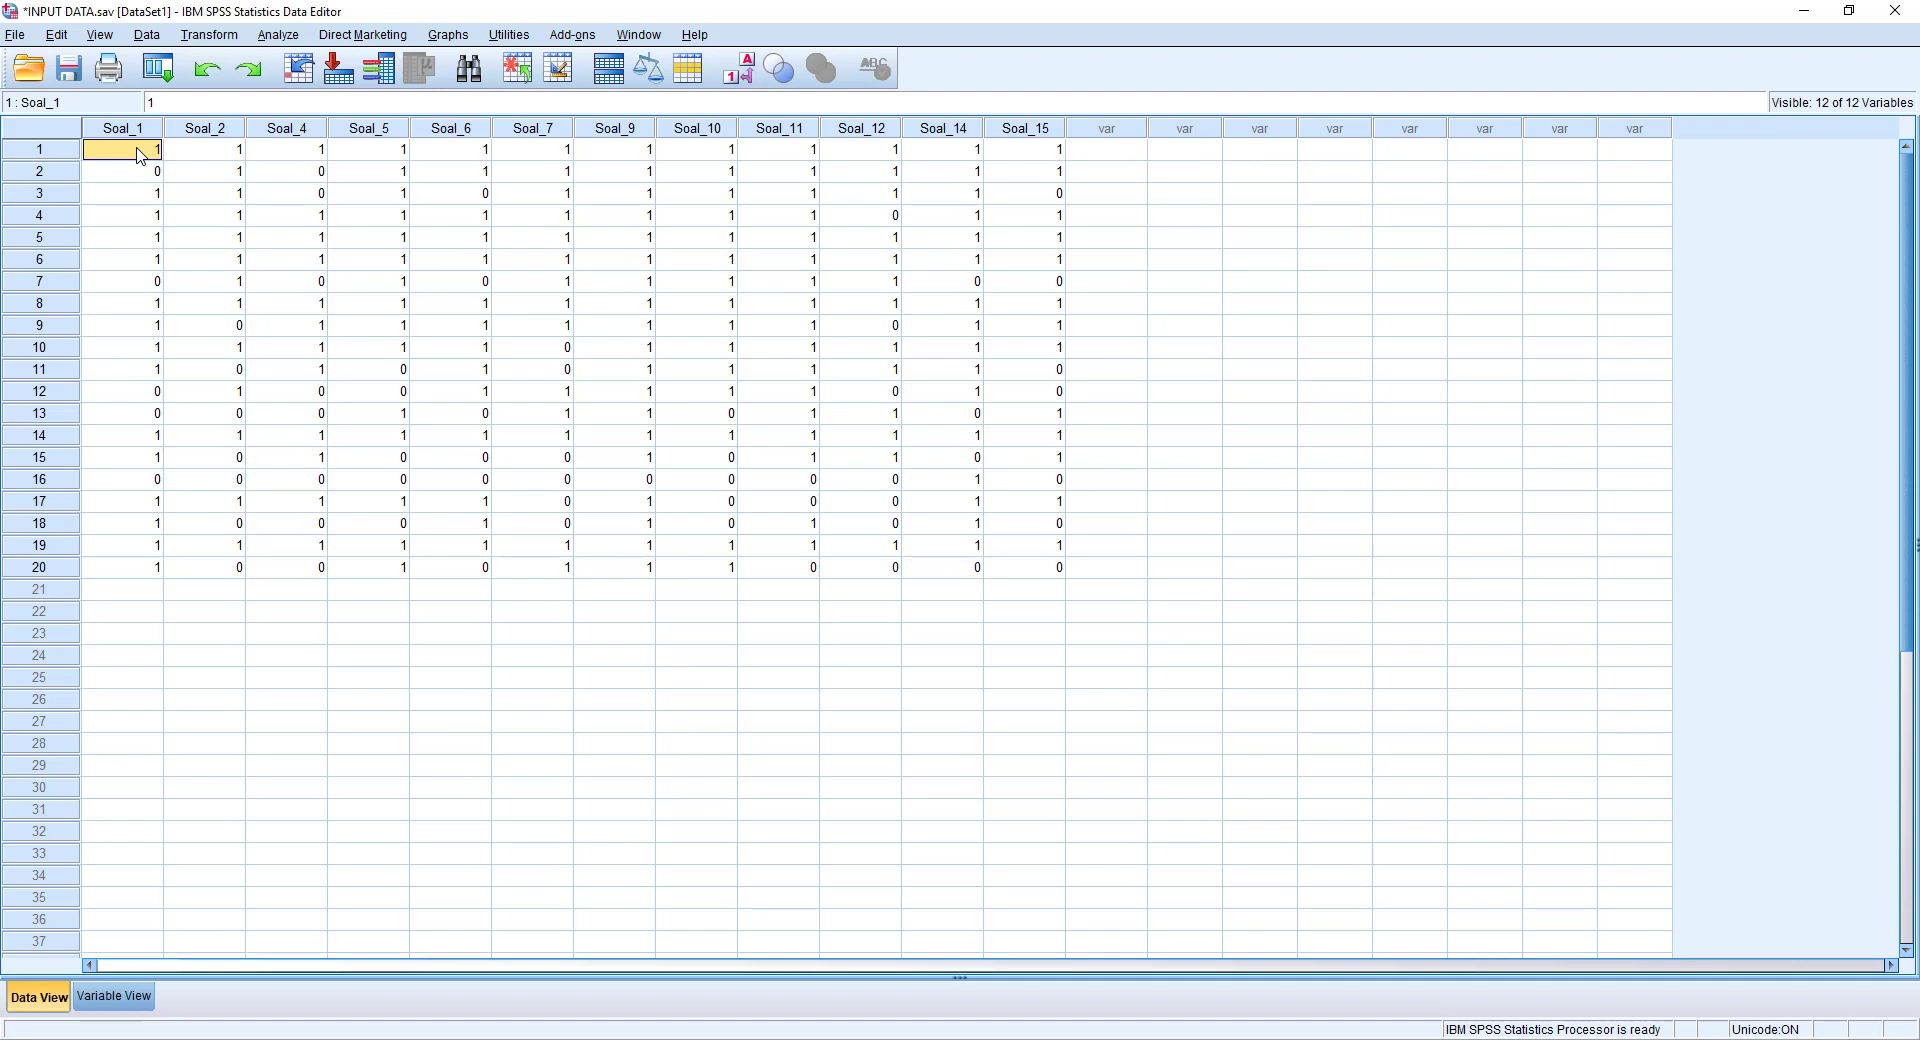 *INPUT DATA.sav [DataSet1] - IBM SPSS Statistics Data Editor
File Edit View Data Transform Analyze Direct Marketing Graphs Utilities Add-ons Window Help
1 : Soal_1 1 Visible: 12 of 12 Variables
Soal_1 Soal_2 Soal_4 Soal_5 Soal_6 Soal_7 Soal_9 Soal_10 Soal_11 Soal_12 Soal_14 Soal_15 var var var var var var var var
1 1 1 1 1 1 1 1 1 1 1 1 1
2 0 1 0 1 1 1 1 1 1 1 1 1
3 1 1 0 1 0 1 1 1 1 1 1 0
4 1 1 1 1 1 1 1 1 1 0 1 1
5 1 1 1 1 1 1 1 1 1 1 1 1
6 1 1 1 1 1 1 1 1 1 1 1 1
7 0 1 0 1 0 1 1 1 1 1 0 0
8 1 1 1 1 1 1 1 1 1 1 1 1
9 1 0 1 1 1 1 1 1 1 0 1 1
10 1 1 1 1 1 0 1 1 1 1 1 1
11 1 0 1 0 1 0 1 1 1 1 1 0
12 0 1 0 0 1 1 1 1 1 0 1 0
13 0 0 0 1 0 1 1 0 1 1 0 1
14 1 1 1 1 1 1 1 1 1 1 1 1
15 1 0 1 0 0 0 1 0 1 1 0 1
16 0 0 0 0 0 0 0 0 0 0 1 0
17 1 1 1 1 1 0 1 0 0 0 1 1
18 1 0 0 0 1 0 1 0 1 0 1 0
19 1 1 1 1 1 1 1 1 1 1 1 1
20 1 0 0 1 0 1 1 1 0 0 0 0
21
22
23
24
25
26
27
28
29
30
31
32
33
34
35
36
37
Data View Variable View
IBM SPSS Statistics Processor is ready Unicode:ON